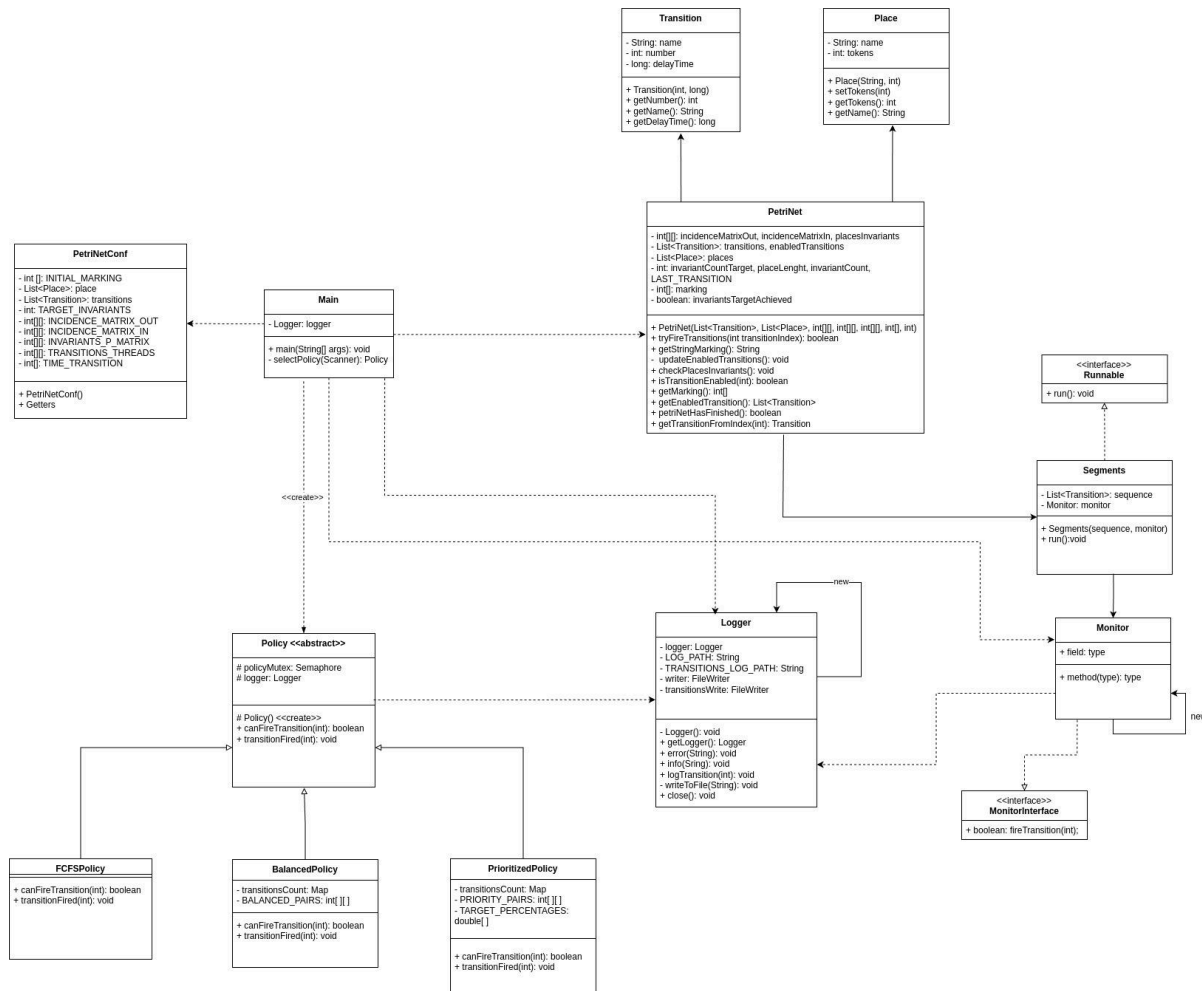 Transition
- String: name
- int: number
- long: delayTime
+ Transition(int, long)
+ getNumber(): int
+ getName(): String
+ getDelayTime(): long
Place
- String: name
- int: tokens
+ Place(String, int)
+ setTokens(int)
+ getTokens(): int
+ getName(): String
PetriNet
- int[][]: incidenceMatrixOut, incidenceMatrixIn, placesInvariants
- List<Transition>: transitions, enabledTransitions
- List<Place>: places
- int: invariantCountTarget, placeLenght, invariantCount,
LAST_TRANSITION
- int[]: marking
- boolean: invariantsTargetAchieved
+ PetriNet(List<Transition>, List<Place>, int[][], int[][], int[][], int[], int)
+ tryFireTransitions(int transitionIndex): boolean
+ getStringMarking(): String
- updateEnabledTransitions(): void
+ checkPlacesInvariants(): void
+ isTransitionEnabled(int): boolean
+ getMarking(): int[]
+ getEnabledTransition(): List<Transition>
+ petriNetHasFinished(): boolean
+ getTransitionFromIndex(int): Transition
PetriNetConf
- int []: INITIAL_MARKING
- List<Place>: place
- List<Transition>: transitions
- int: TARGET_INVARIANTS
- int[][]: INCIDENCE_MATRIX_OUT
- int[][]: INCIDENCE_MATRIX_IN
- int[][]: INVARIANTS_P_MATRIX
- int[][]: TRANSITIONS_THREADS
- int[]: TIME_TRANSITION
+ PetriNetConf()
+ Getters
Main
- Logger: logger
+ main(String[] args): void
- selectPolicy(Scanner): Policy
<<interface>>
Runnable
+ run(): void
Segments
- List<Transition>: sequence
- Monitor: monitor
+ Segments(sequence, monitor)
+ run():void
<<create>>
new
Logger
- logger: Logger
- LOG_PATH: String
- TRANSITIONS_LOG_PATH: String
- writer: FileWriter
- transitionsWrite: FileWriter
- Logger(): void
+ getLogger(): Logger
+ error(String): void
+ info(Sring): void
+ logTransition(int): void
- writeToFile(String): void
+ close(): void
Monitor
+ field: type
+ method(type): type
new
Policy <<abstract>>
# policyMutex: Semaphore
# logger: Logger
# Policy() <<create>>
+ canFireTransition(int): boolean
+ transitionFired(int): void
<<interface>>
MonitorInterface
+ boolean: fireTransition(int);
FCFSPolicy
+ canFireTransition(int): boolean
+ transitionFired(int): void
BalancedPolicy
- transitionsCount: Map
- BALANCED_PAIRS: int[ ][ ]
+ canFireTransition(int): boolean
+ transitionFired(int): void
PrioritizedPolicy
- transitionsCount: Map
- PRIORITY_PAIRS: int[ ][ ]
- TARGET_PERCENTAGES:
double[ ]
+ canFireTransition(int): boolean
+ transitionFired(int): void